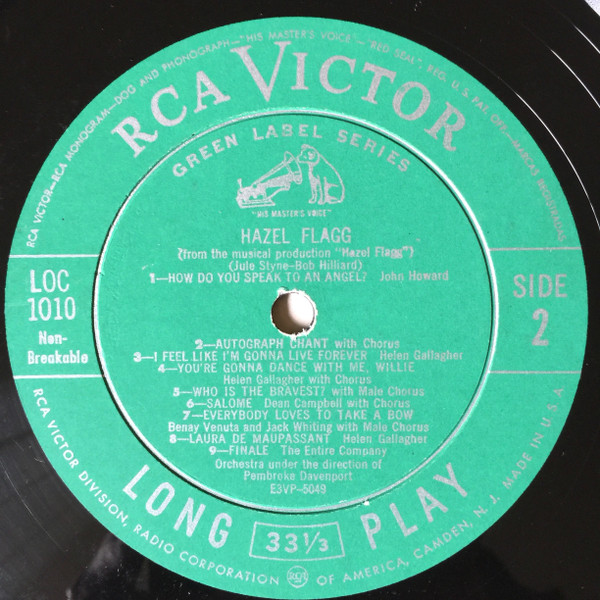 RCA VICTOR—RCA MONOGRAM—DOG AND PHONOGRAPH—"HIS MASTER'S VOICE"—"RED SEAL" REG. U.S. PAT. OFF.—MARCAS REGISTRADAS
RCA VICTOR
GREEN LABEL SERIES
"HIS MASTER'S VOICE"
HAZEL FLAGG
(from the musical production "Hazel Flagg")
(Jule Styne-Bob Hilliard)
1—HOW DO YOU SPEAK TO AN ANGEL? John Howard
LOC
1010
Non-
Breakable
SIDE
2
2—AUTOGRAPH CHANT with Chorus
3—I FEEL LIKE I'M GONNA LIVE FOREVER Helen Gallagher
4—YOU'RE GONNA DANCE WITH ME, WILLIE
Helen Gallagher with Chorus
5—WHO IS THE BRAVEST? with Male Chorus
6—SALOME Dean Campbell with Chorus
7—EVERYBODY LOVES TO TAKE A BOW
Benay Venuta and Jack Whiting with Male Chorus
8—LAURA DE MAUPASSANT Helen Gallagher
9—FINALE The Entire Company
Orchestra under the direction of
Pembroke Davenport
E3VP-5049
LONG 33 1/3 PLAY
RCA
RCA VICTOR DIVISION, RADIO CORPORATION OF AMERICA, CAMDEN, N. J. MADE IN U.S.A.